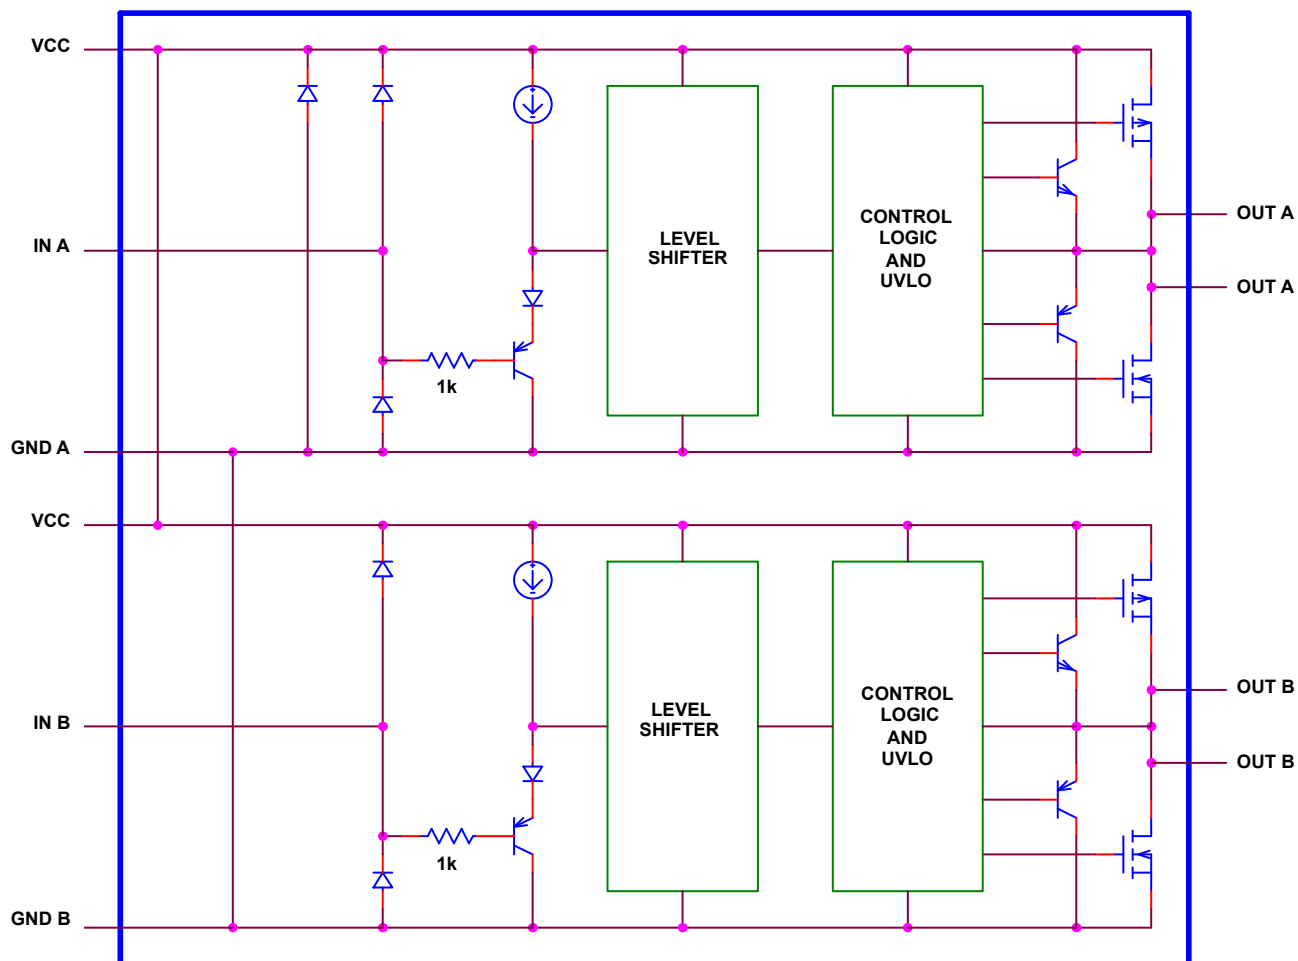 VCC
IN A
GND A
1k
LEVEL
SHIFTER
CONTROL
LOGIC
AND
UVLO
OUT A
OUT A
VCC
IN B
GND B
1k
LEVEL
SHIFTER
CONTROL
LOGIC
AND
UVLO
OUT B
OUT B